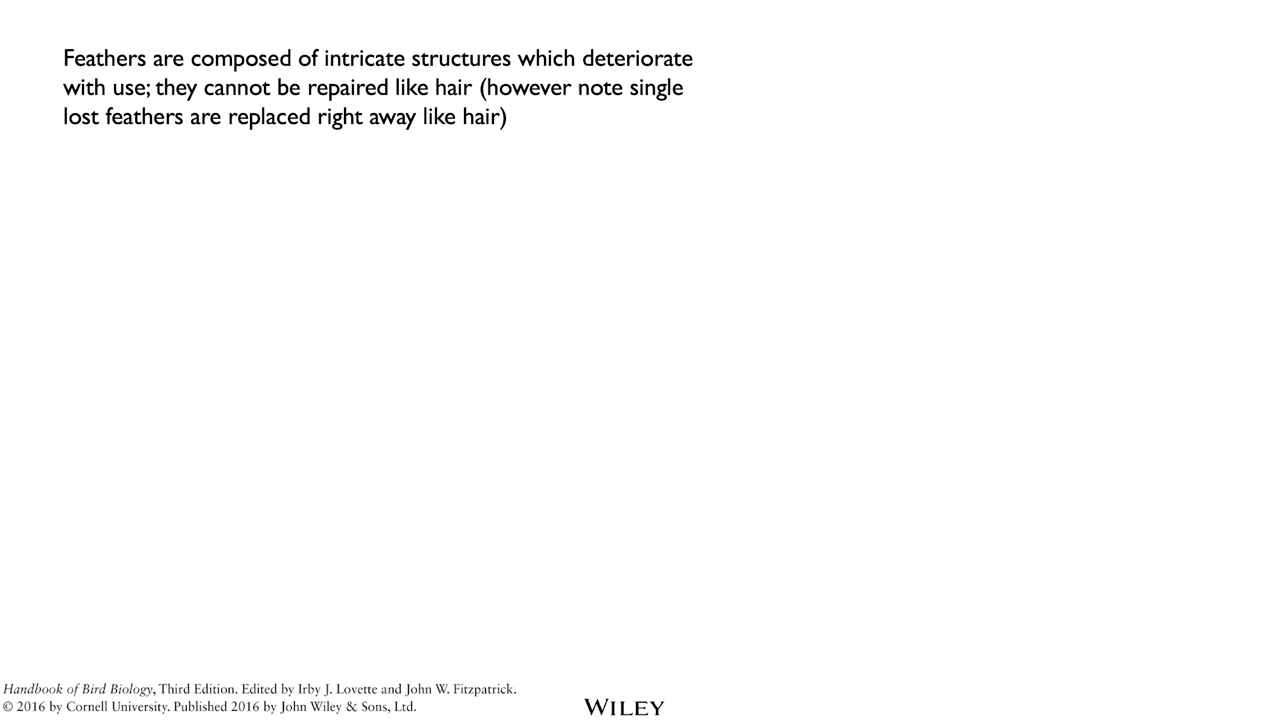 Feathers are composed of intricate structures which deteriorate
with use; they cannot be repaired like hair (however note single
lost feathers are replaced right away like hair)
Handbook of Bird Biology, Third Edition. Edited by Irby J. Lovette and John W. Fitzpatrick.
© 2016 by Cornell University. Published 2016 by John Wiley & Sons, Ltd.
WILEY